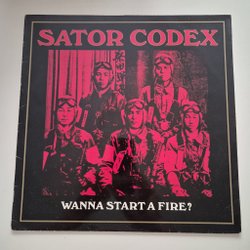 SATOR CODEX
WANNA START A FIRE?